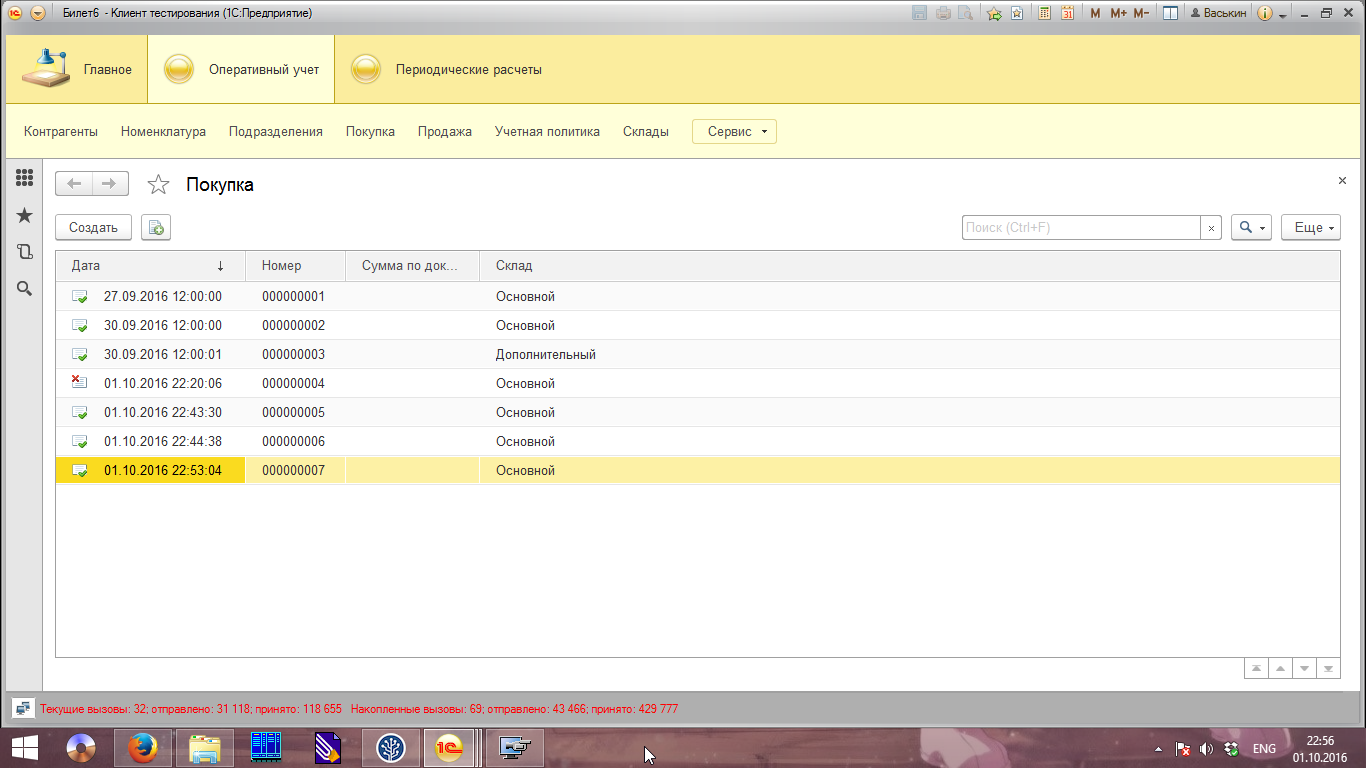 Билет6 - Клиент тестирования (1С:Предприятие) 31 M M+ M- Васькин
Главное Оперативный учет Периодические расчеты
Контрагенты Номенклатура Подразделения Покупка Продажа Учетная политика Склады Сервис
Покупка
Создать Поиск (Ctrl+F) Еще
Дата Номер Сумма по док... Склад
27.09.2016 12:00:00 000000001 Основной
30.09.2016 12:00:00 000000002 Основной
30.09.2016 12:00:01 000000003 Дополнительный
01.10.2016 22:20:06 000000004 Основной
01.10.2016 22:43:30 000000005 Основной
01.10.2016 22:44:38 000000006 Основной
01.10.2016 22:53:04 000000007 Основной
Текущие вызовы: 32; отправлено: 31 118; принято: 118 655 Накопленные вызовы: 69; отправлено: 43 466; принято: 429 777
1С ENG 22:56
01.10.2016